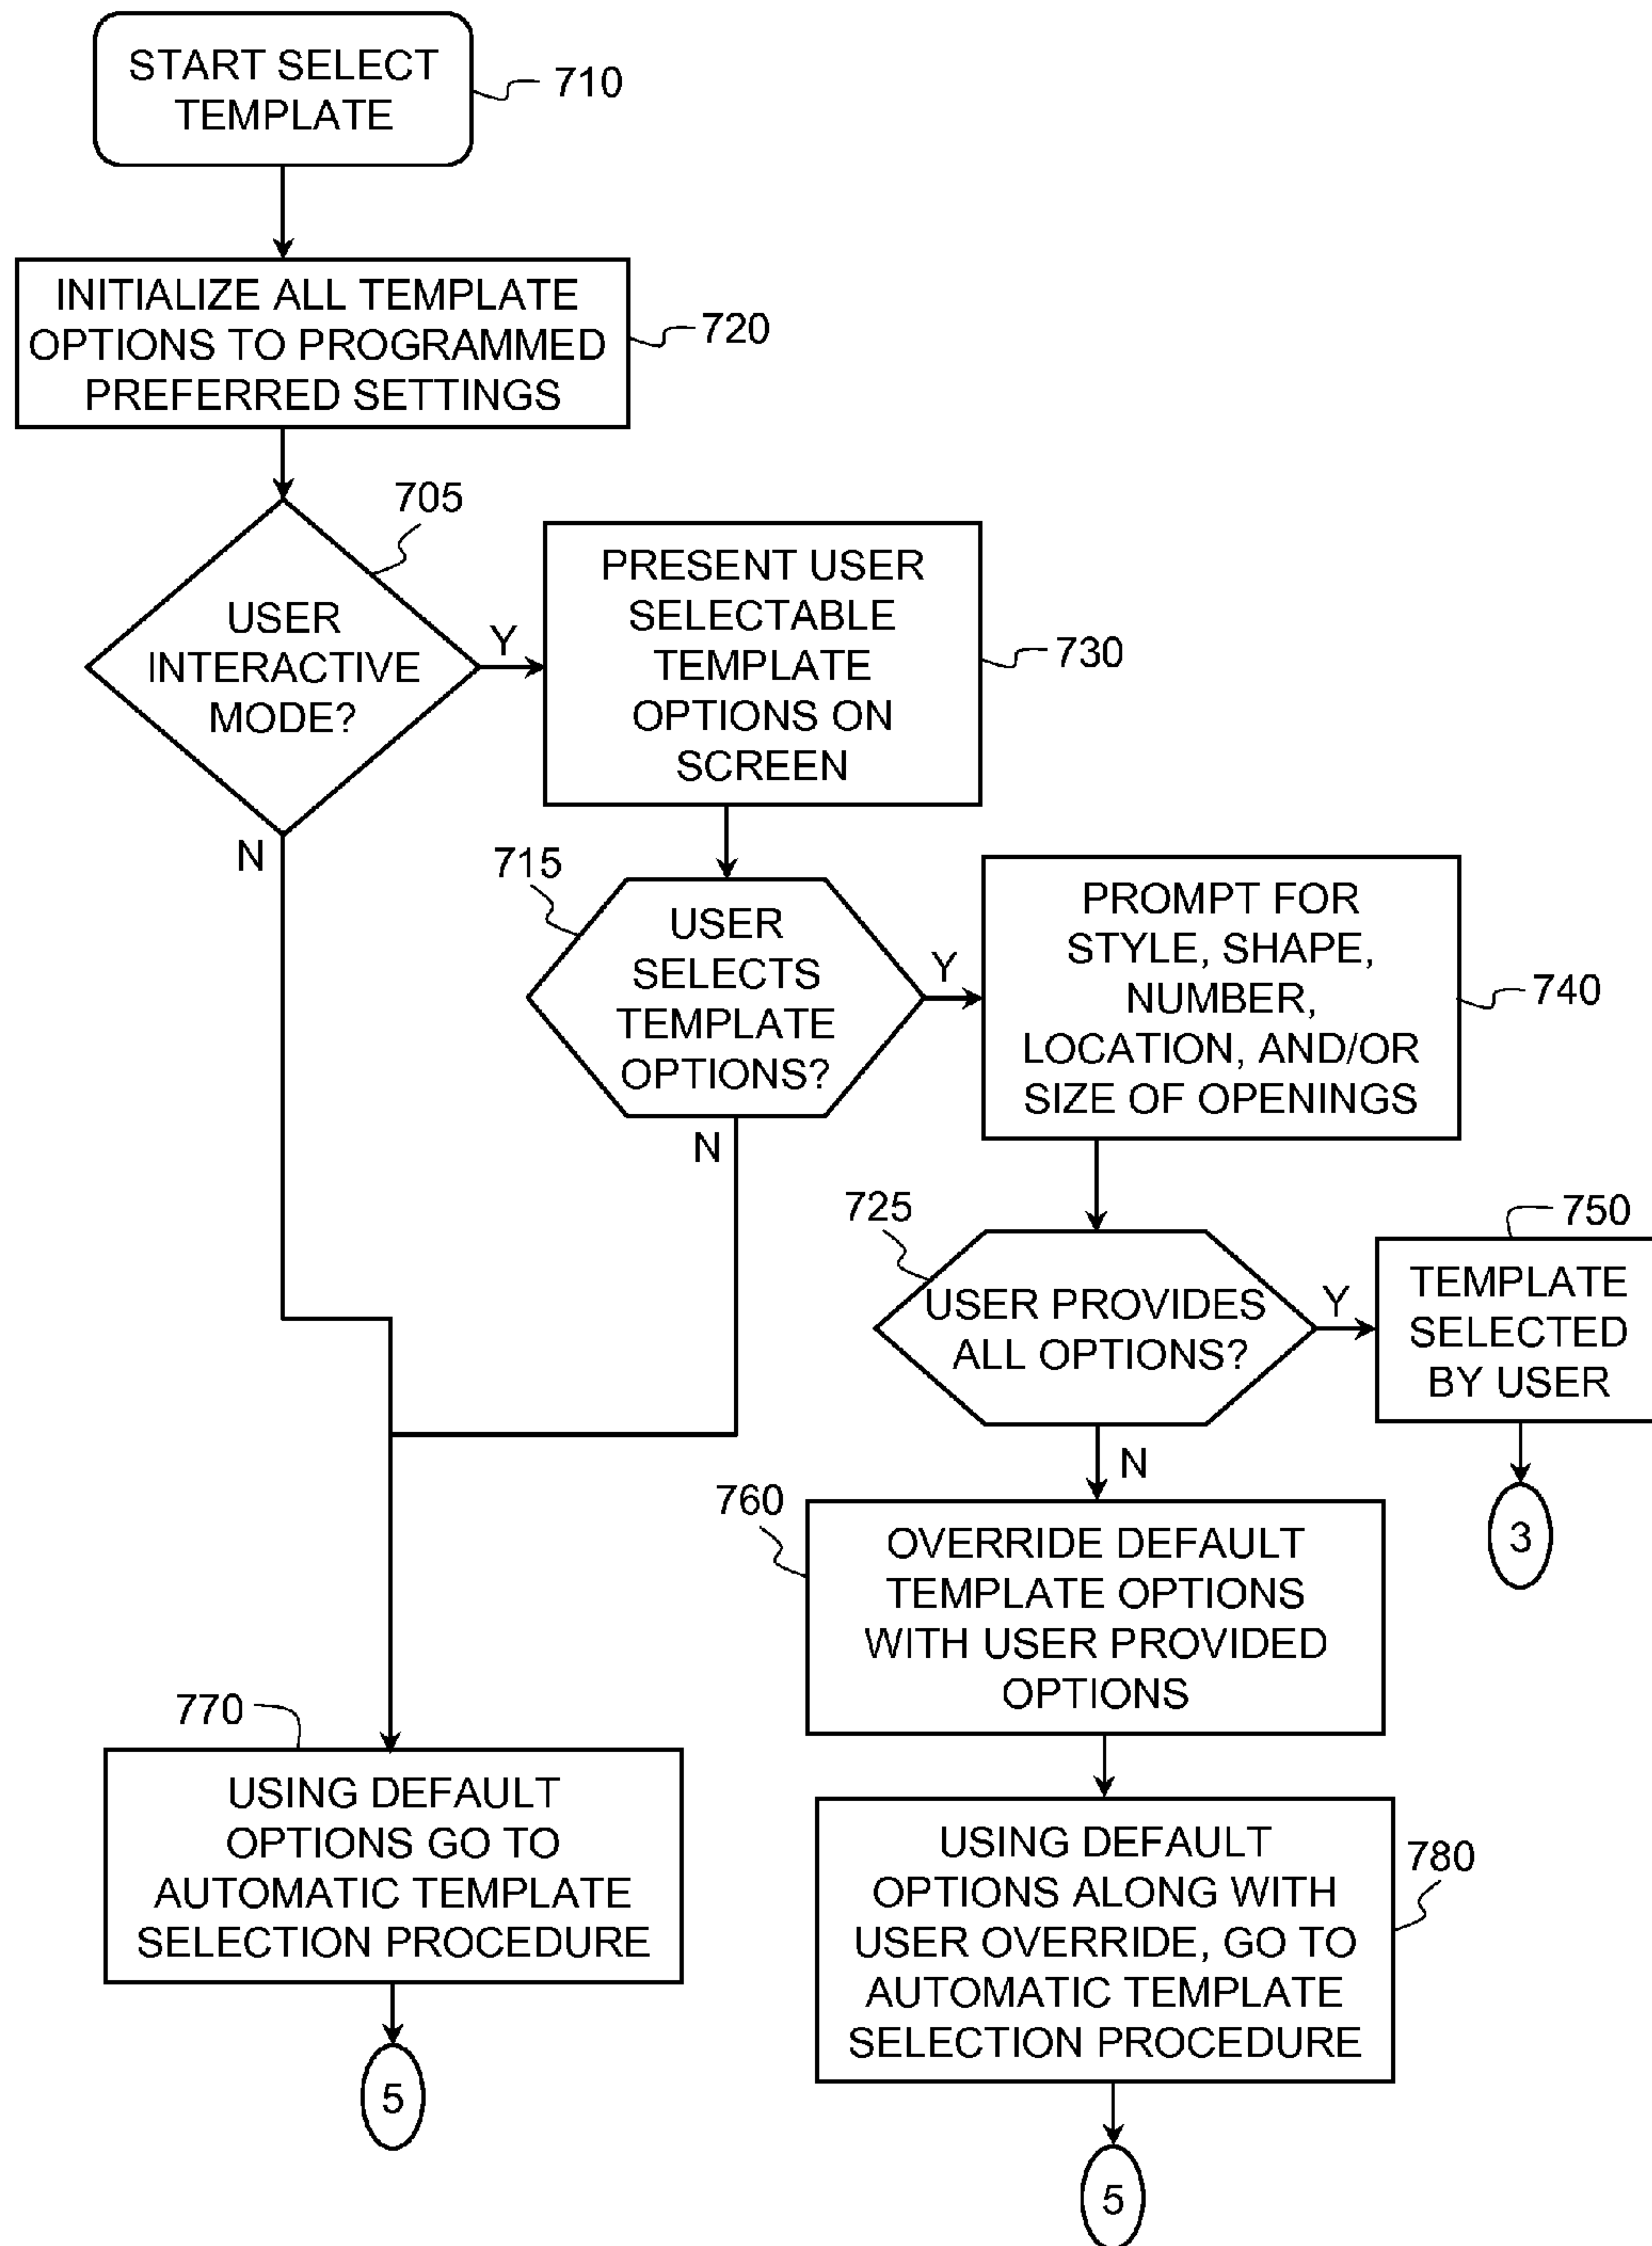 START SELECT
TEMPLATE
710
INITIALIZE ALL TEMPLATE
OPTIONS TO PROGRAMMED
PREFERRED SETTINGS
720
705
USER
INTERACTIVE
MODE?
Y
N
PRESENT USER
SELECTABLE
TEMPLATE
OPTIONS ON
SCREEN
730
715
USER
SELECTS
TEMPLATE
OPTIONS?
Y
N
PROMPT FOR
STYLE, SHAPE,
NUMBER,
LOCATION, AND/OR
SIZE OF OPENINGS
740
725
USER PROVIDES
ALL OPTIONS?
Y
N
750
TEMPLATE
SELECTED
BY USER
3
760
OVERRIDE DEFAULT
TEMPLATE OPTIONS
WITH USER PROVIDED
OPTIONS
770
USING DEFAULT
OPTIONS GO TO
AUTOMATIC TEMPLATE
SELECTION PROCEDURE
5
780
USING DEFAULT
OPTIONS ALONG WITH
USER OVERRIDE, GO TO
AUTOMATIC TEMPLATE
SELECTION PROCEDURE
5